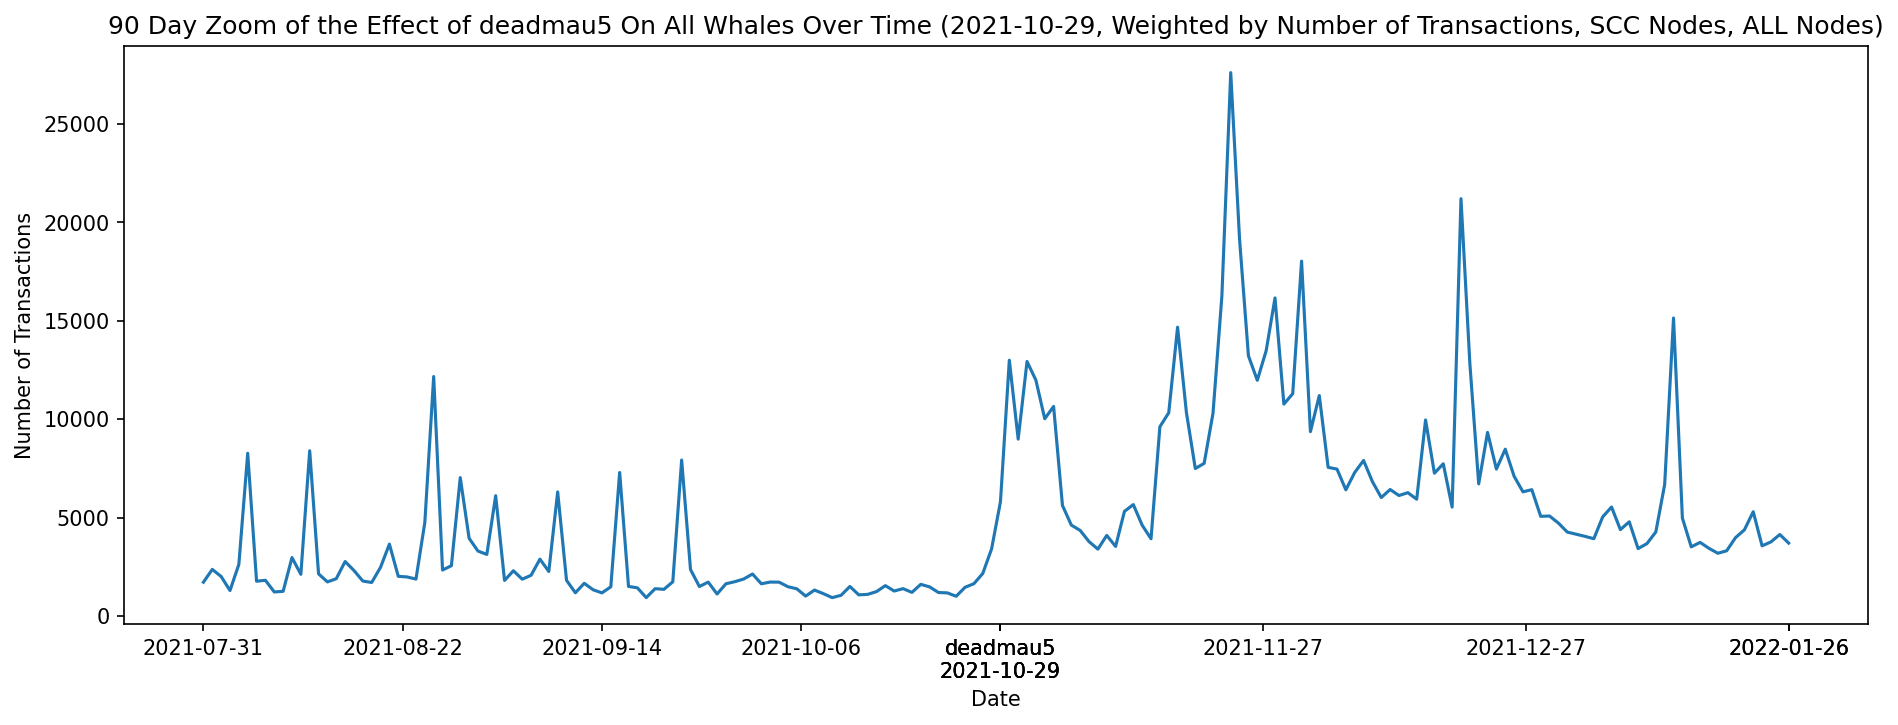 90 Day Zoom of the Effect of deadmau5 On All Whales Over Time (2021-10-29, Weighted by Number of Transactions, SCC Nodes, ALL Nodes)
Number of Transactions
25000
20000
15000
10000
5000
0
2021-07-31 2021-08-22 2021-09-14 2021-10-06 deadmau5 2021-11-27 2021-12-27 2022-01-26
2021-10-29
Date